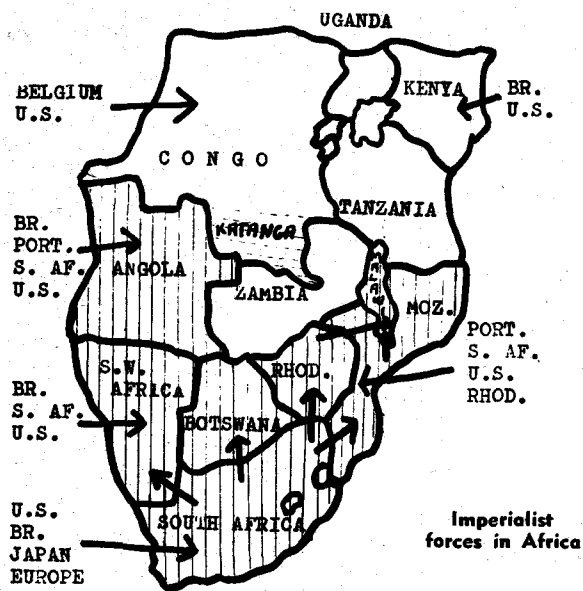 UGANDA
BELGIUM
U.S.
KENYA
BR.
U.S.
CONGO
TANZANIA
KATANGA
BR.
PORT.
S. AF.
U.S.
ANGOLA
ZAMBIA
MOZ.
PORT.
S. AF.
U.S.
RHOD.
S.W.
AFRICA
RHOD.
BR.
S. AF.
U.S.
BOTSWANA
U.S.
BR.
JAPAN
EUROPE
SOUTH AFRICA
Imperialist
forces in Africa